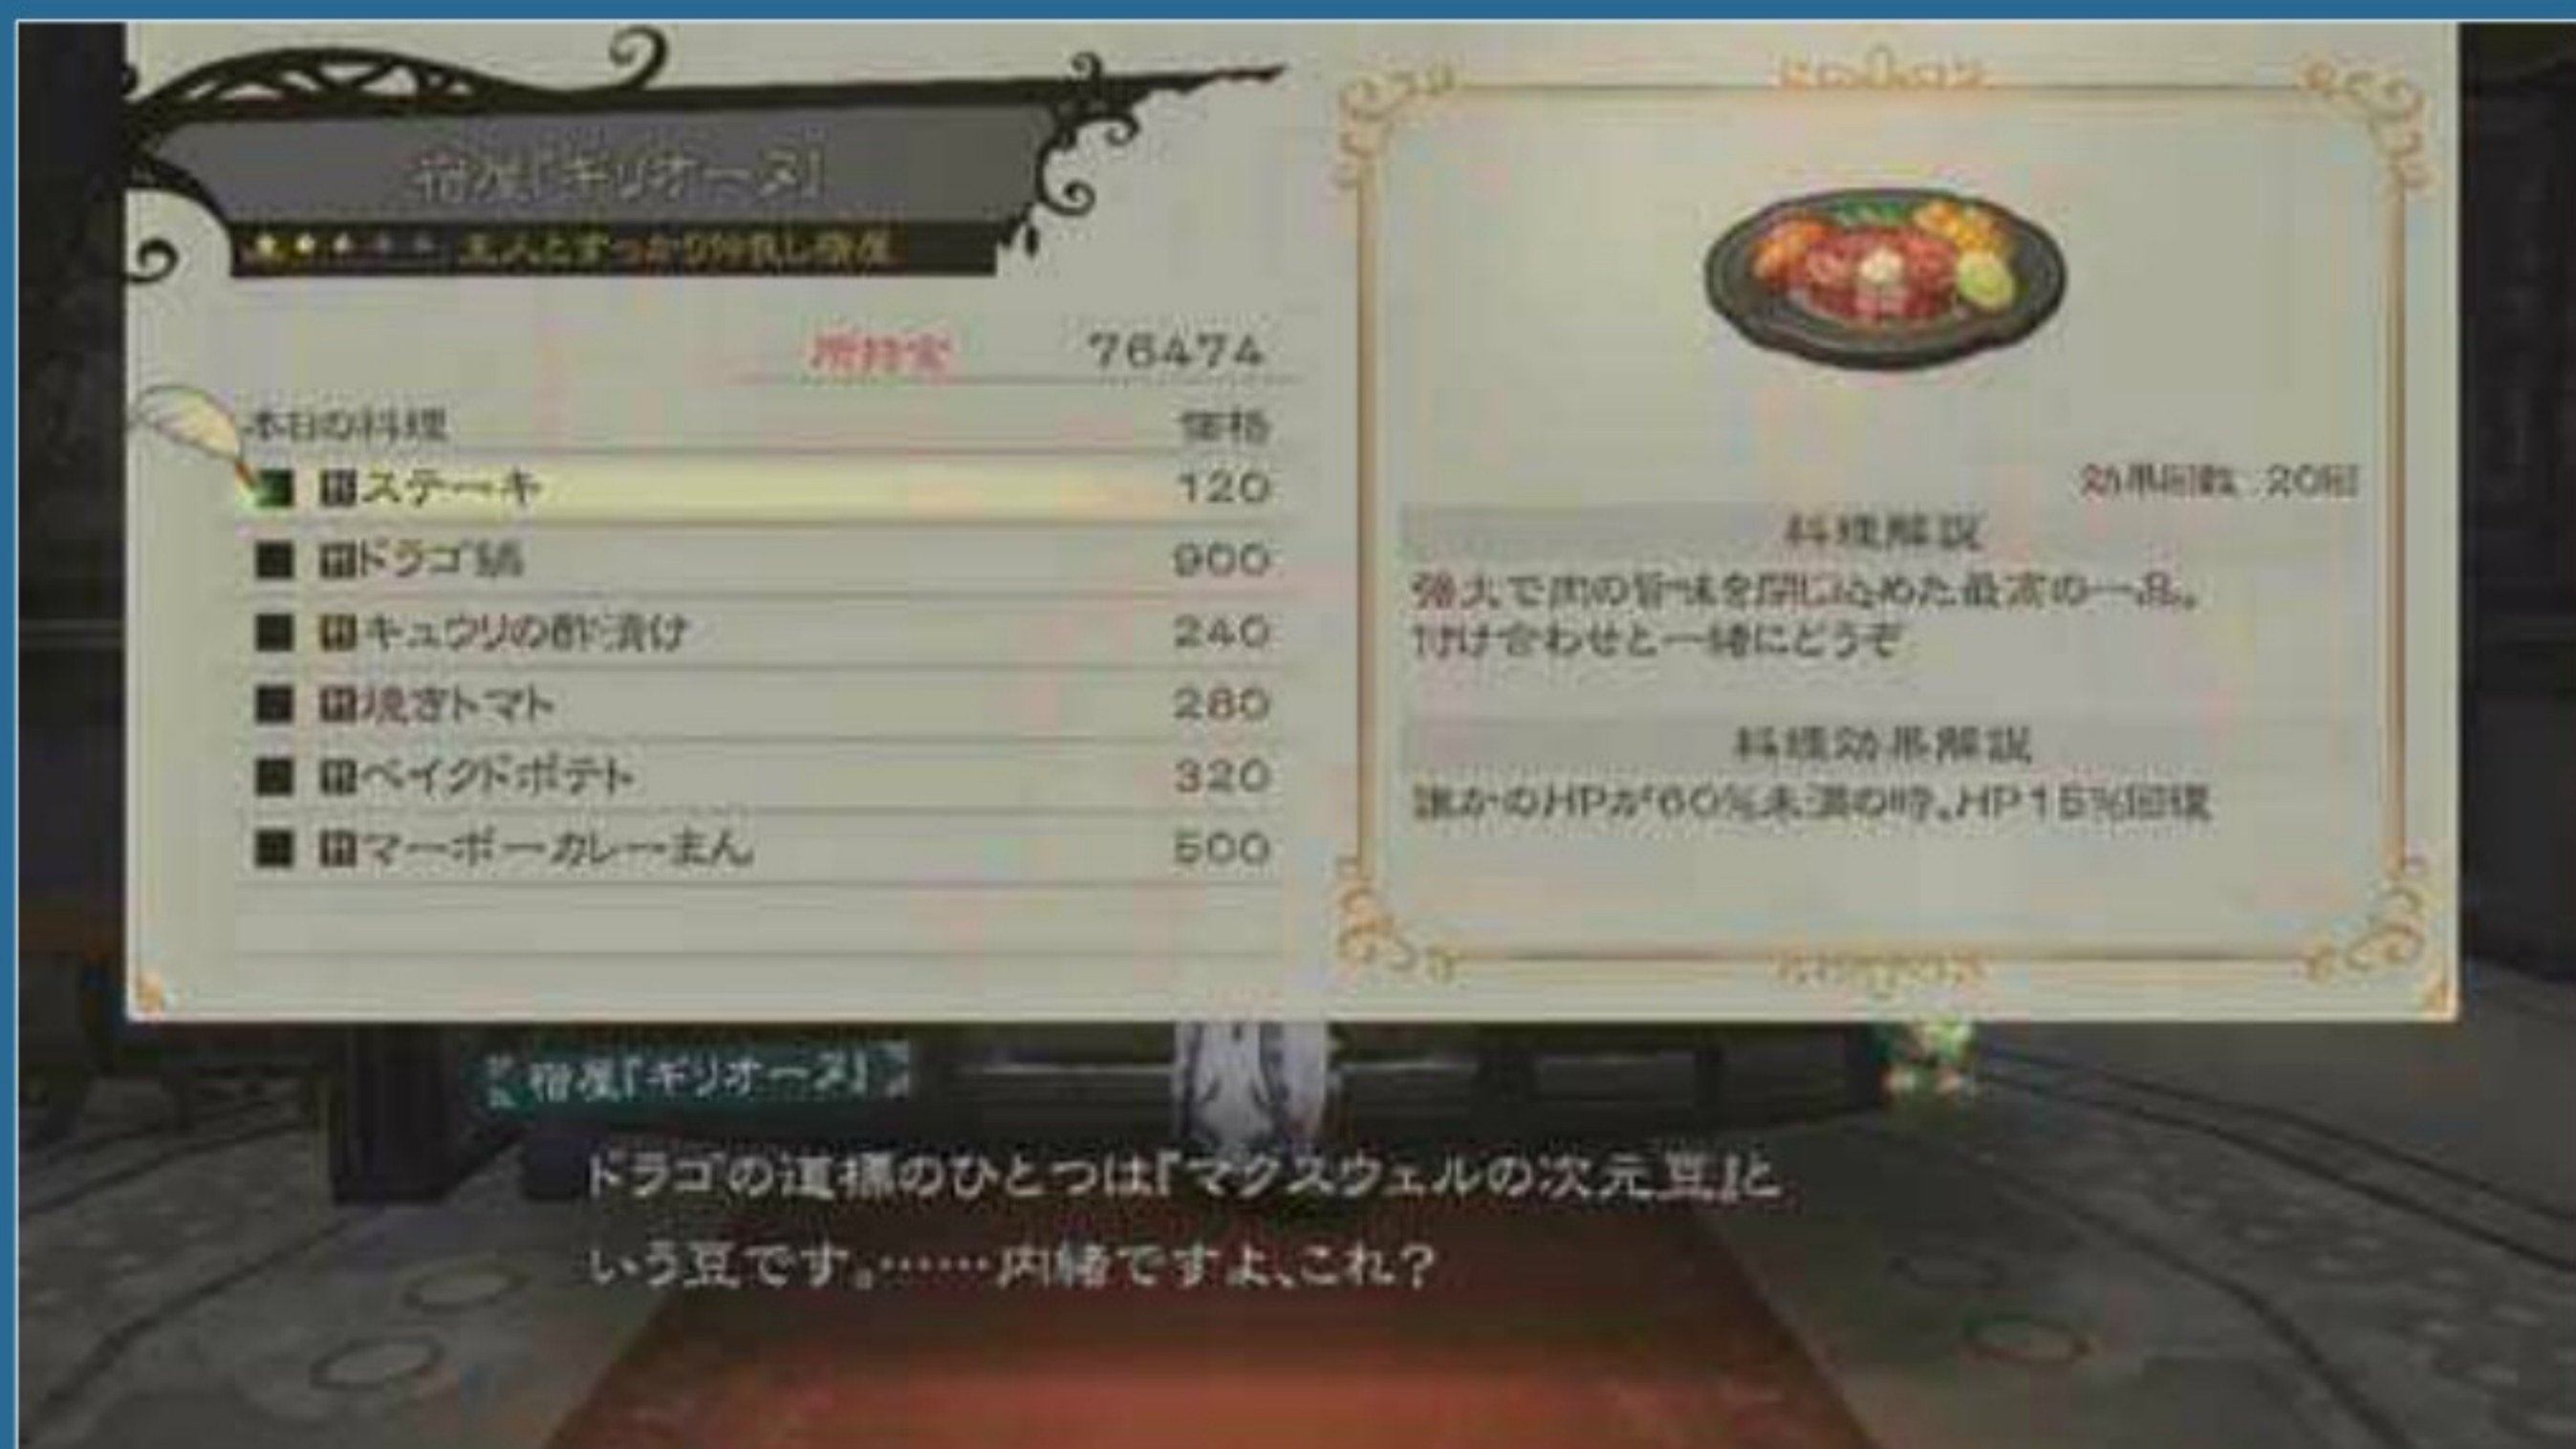 宿屋『ギリオーヌ』
主人とすっかり仲良し宿屋
所持金 76474
本日の料理 価格
ステーキ 120
ドラゴ鍋 900
キュウリの酢漬け 240
焼きトマト 280
ベイクドポテト 320
マーボーカレーまん 500
効果回数 20回
料理解説
強火で肉の旨味を閉じ込めた最高の一品。
付け合わせと一緒にどうぞ
料理効果解説
誰かのHPが60%未満の時、HP15%回復
宿屋『ギリオーヌ』
ドラゴの道標のひとつは『マクスウェルの次元豆』と
いう豆です。……内緒ですよ、これ?